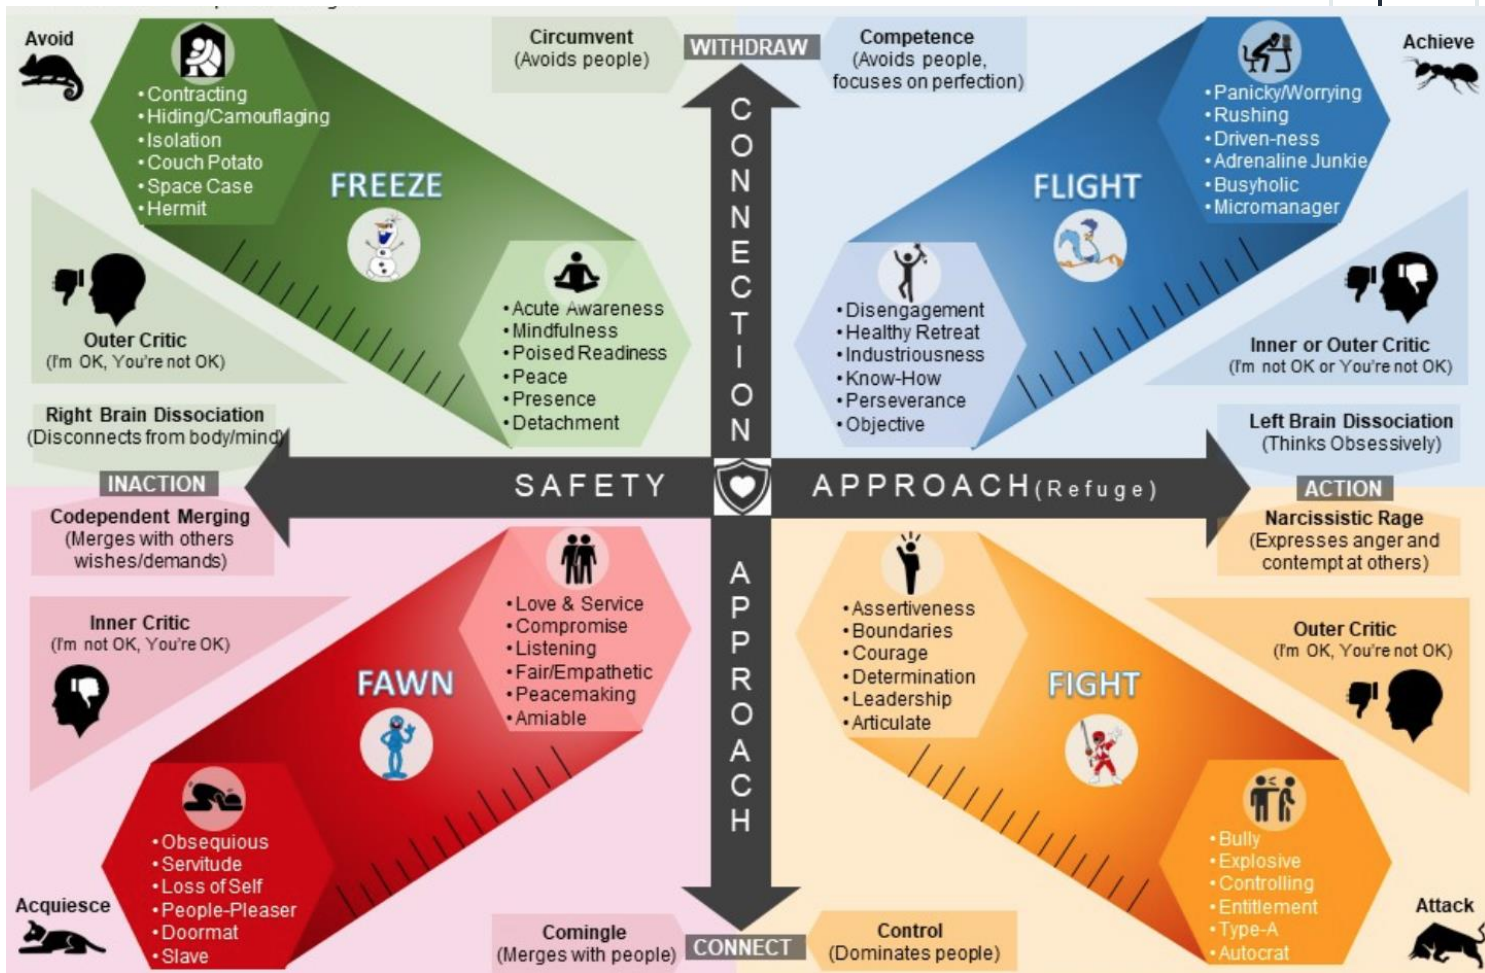 Avoid
• Contracting
• Hiding/Camouflaging
• Isolation
• Couch Potato
• Space Case
• Hermit
FREEZE
Circumvent
(Avoids people)
WITHDRAW
Competence
(Avoids people,
focuses on perfection)
Achieve
• Panicky/Worrying
• Rushing
• Driven-ness
• Adrenaline Junkie
• Busyholic
• Micromanager
FLIGHT
CONNECTION
Outer Critic
(I'm OK, You're not OK)
• Acute Awareness
• Mindfulness
• Poised Readiness
• Peace
• Presence
• Detachment
• Disengagement
• Healthy Retreat
• Industriousness
• Know-How
• Perseverance
• Objective
Inner or Outer Critic
(I'm not OK or You're not OK)
Right Brain Dissociation
(Disconnects from body/mind)
Left Brain Dissociation
(Thinks Obsessively)
INACTION
SAFETY
APPROACH (Refuge)
ACTION
Codependent Merging
(Merges with others
wishes/demands)
Narcissistic Rage
(Expresses anger and
contempt at others)
APPROACH
• Love & Service
• Compromise
• Listening
• Fair/Empathetic
• Peacemaking
• Amiable
• Assertiveness
• Boundaries
• Courage
• Determination
• Leadership
• Articulate
Inner Critic
(I'm not OK, You're OK)
FAWN
FIGHT
Outer Critic
(I'm OK, You're not OK)
• Obsequious
• Servitude
• Loss of Self
• People-Pleaser
• Doormat
• Slave
Acquiesce
Comingle
(Merges with people)
CONNECT
Control
(Dominates people)
• Bully
• Explosive
• Controlling
• Entitlement
• Type-A
• Autocrat
Attack